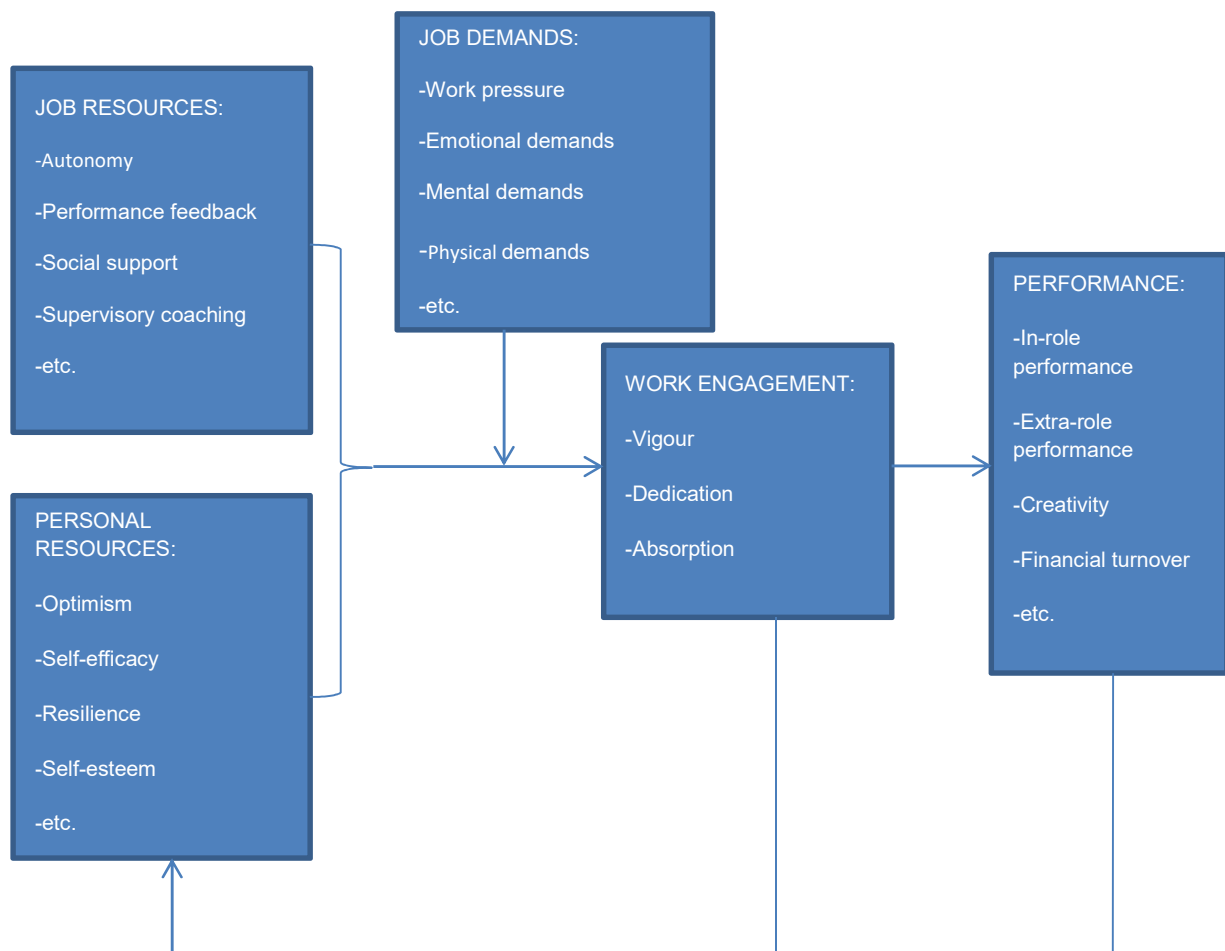 JOB RESOURCES:
-Autonomy
-Performance feedback
-Social support
-Supervisory coaching
-etc.
JOB DEMANDS:
-Work pressure
-Emotional demands
-Mental demands
-Physical demands
-etc.
PERSONAL
RESOURCES:
-Optimism
-Self-efficacy
-Resilience
-Self-esteem
-etc.
WORK ENGAGEMENT:
-Vigour
-Dedication
-Absorption
PERFORMANCE:
-In-role
performance
-Extra-role
performance
-Creativity
-Financial turnover
-etc.